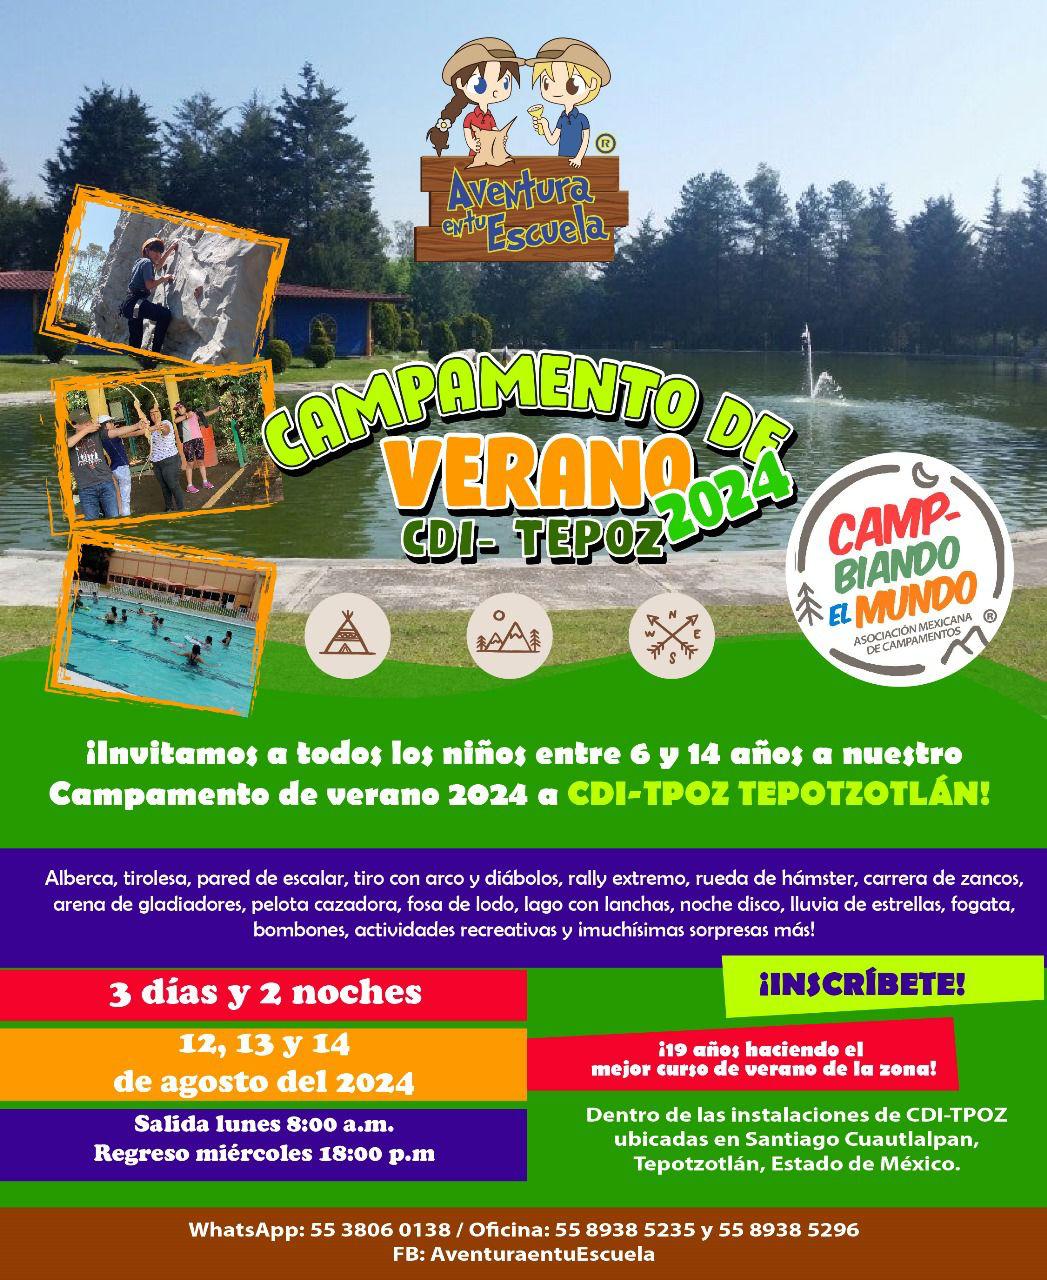 Aventura
en tu Escuela
®
CAMPAMENTO DE
VERANO
2024
CDI- TEPOZ
CAMP-
BIANDO
EL MUNDO
ASOCIACIÓN MEXICANA
DE CAMPAMENTOS
®
N
W E
S
¡Invitamos a todos los niños entre 6 y 14 años a nuestro
Campamento de verano 2024 a CDI-TPOZ TEPOTZOTLÁN!
Alberca, tirolesa, pared de escalar, tiro con arco y diábolos, rally extremo, rueda de hámster, carrera de zancos,
arena de gladiadores, pelota cazadora, fosa de lodo, lago con lanchas, noche disco, lluvia de estrellas, fogata,
bombones, actividades recreativas y ¡muchísimas sorpresas más!
3 días y 2 noches
12, 13 y 14
de agosto del 2024
Salida lunes 8:00 a.m.
Regreso miércoles 18:00 p.m
¡INSCRÍBETE!
¡19 años haciendo el
mejor curso de verano de la zona!
Dentro de las instalaciones de CDI-TPOZ
ubicadas en Santiago Cuautlalpan,
Tepotzotlán, Estado de México.
WhatsApp: 55 3806 0138 / Oficina: 55 8938 5235 y 55 8938 5296
FB: AventuraentuEscuela